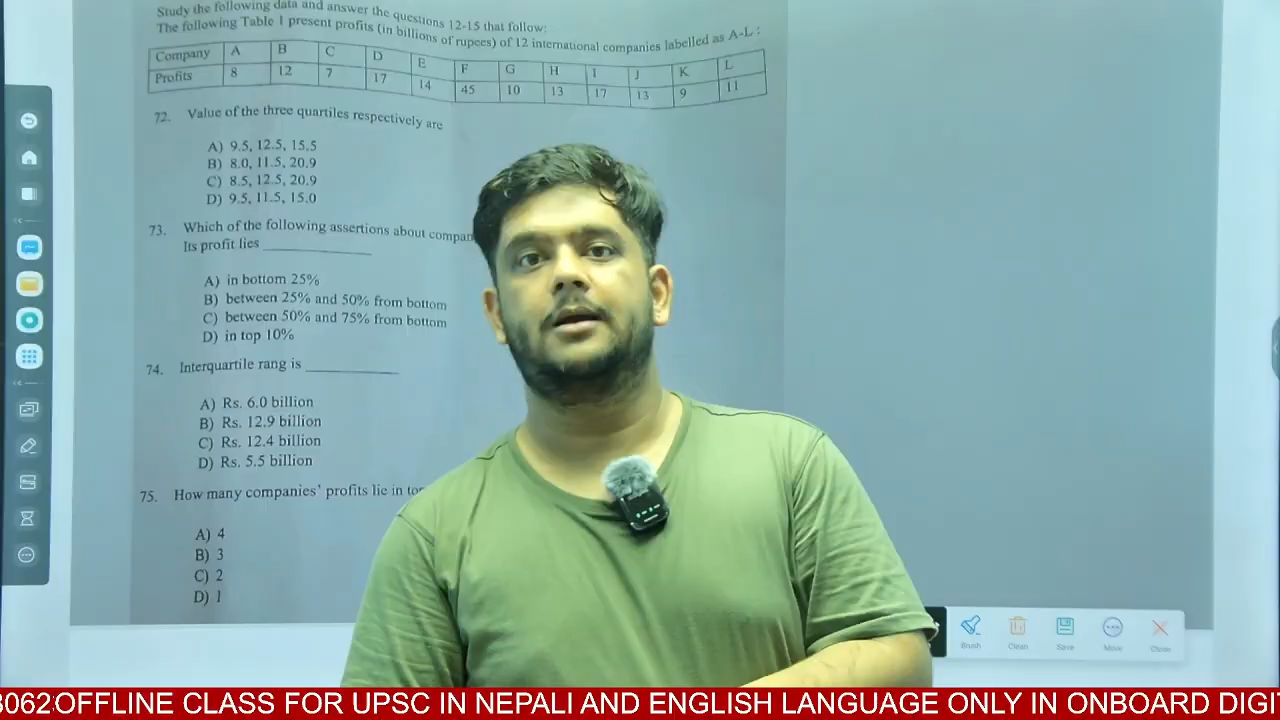 Study the following data and answer the questions 12-15 that follow:
The following Table 1 present profits (in billions of rupees) of 12 international companies labelled as A-L :
Company A B C D E F G H I J K L
Profits 8 12 7 17 14 45 10 13 17 13 9 11
72. Value of the three quartiles respectively are
A) 9.5, 12.5, 15.5
B) 8.0, 11.5, 20.9
C) 8.5, 12.5, 20.9
D) 9.5, 11.5, 15.0
73. Which of the following assertions about
Its profit lies
A) in bottom 25%
B) between 25% and 50% from bottom
C) between 50% and 75% from bottom
D) in top 10%
74. Interquartile rang is
A) Rs. 6.0 billion
B) Rs. 12.9 billion
C) Rs. 12.4 billion
D) Rs. 5.5 billion
75. How many companies' profits lie in
A) 4
B) 3
C) 2
D) 1
Brush Clean Save Move Close
3062: OFFLINE CLASS FOR UPSC IN NEPALI AND ENGLISH LANGUAGE ONLY IN ONBOARD DIGI